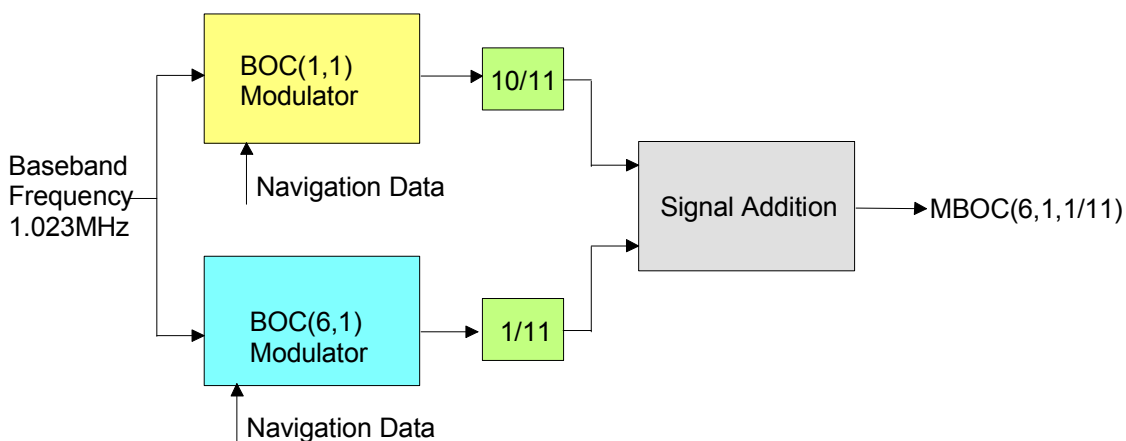 BOC(1,1)
Modulator
10/11
Baseband
Frequency
1.023MHz
Navigation Data
Signal Addition
MBOC(6,1,1/11)
BOC(6,1)
Modulator
1/11
Navigation Data